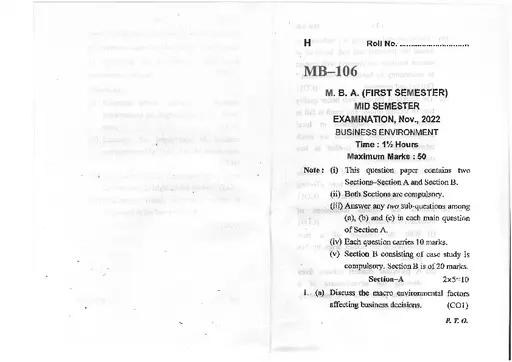 H Roll No. ..............................
MB–106
M. B. A. (FIRST SEMESTER)
MID SEMESTER
EXAMINATION, Nov., 2022
BUSINESS ENVIRONMENT
Time : 1½ Hours
Maximum Marks : 50
Note : (i) This question paper contains two
Sections–Section A and Section B.
(ii) Both Sections are compulsory.
(iii) Answer any two sub-questions among
(a), (b) and (c) in each main question
of Section A.
(iv) Each question carries 10 marks.
(v) Section B consisting of case study is
compulsory. Section B is of 20 marks.
Section–A 2x5=10
1. (a) Discuss the macro environmental factors
affecting business decisions. (CO1)
P. T. O.